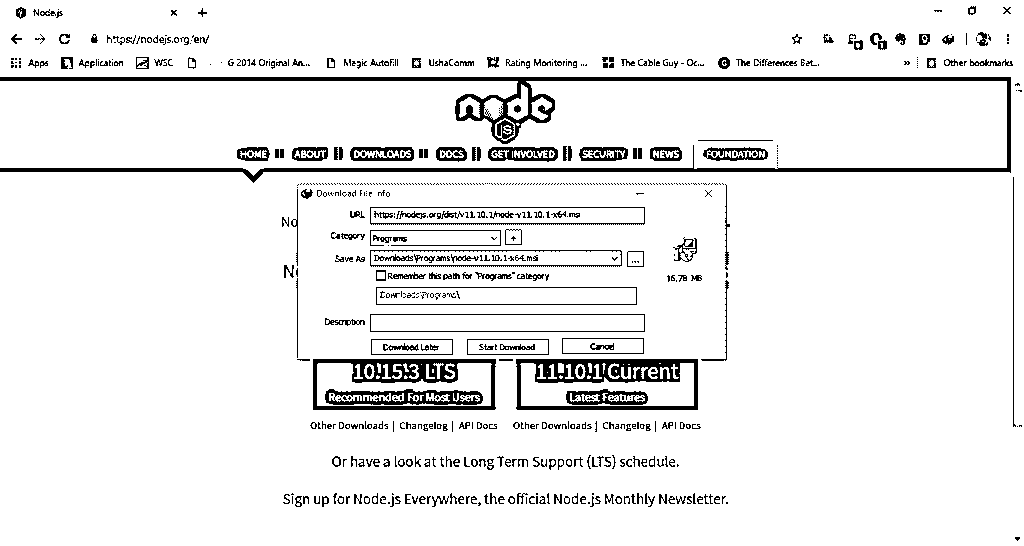 Node.js
https://nodejs.org/en/
Apps Application WSC G 2014 Original An... Magic Autofill UshaComm Rating Monitoring ... The Cable Guy - Oc... The Differences Bet... » Other bookmarks
node
JS
HOME ABOUT DOWNLOADS DOCS GET INVOLVED SECURITY NEWS FOUNDATION
Download File Info
No
URL https://nodejs.org/dist/v11.10.1/node-v11.10.1-x64.msi
Category Programs +
Save As Downloads\Programs\node-v11.10.1-x64.msi ...
N
Remember this path for "Programs" category
16.78 MB
Downloads\Programs\
Description
Download Later Start Download Cancel
10.15.3 LTS 11.10.1 Current
Recommended For Most Users Latest Features
Other Downloads | Changelog | API Docs Other Downloads | Changelog | API Docs
Or have a look at the Long Term Support (LTS) schedule.
Sign up for Node.js Everywhere, the official Node.js Monthly Newsletter.